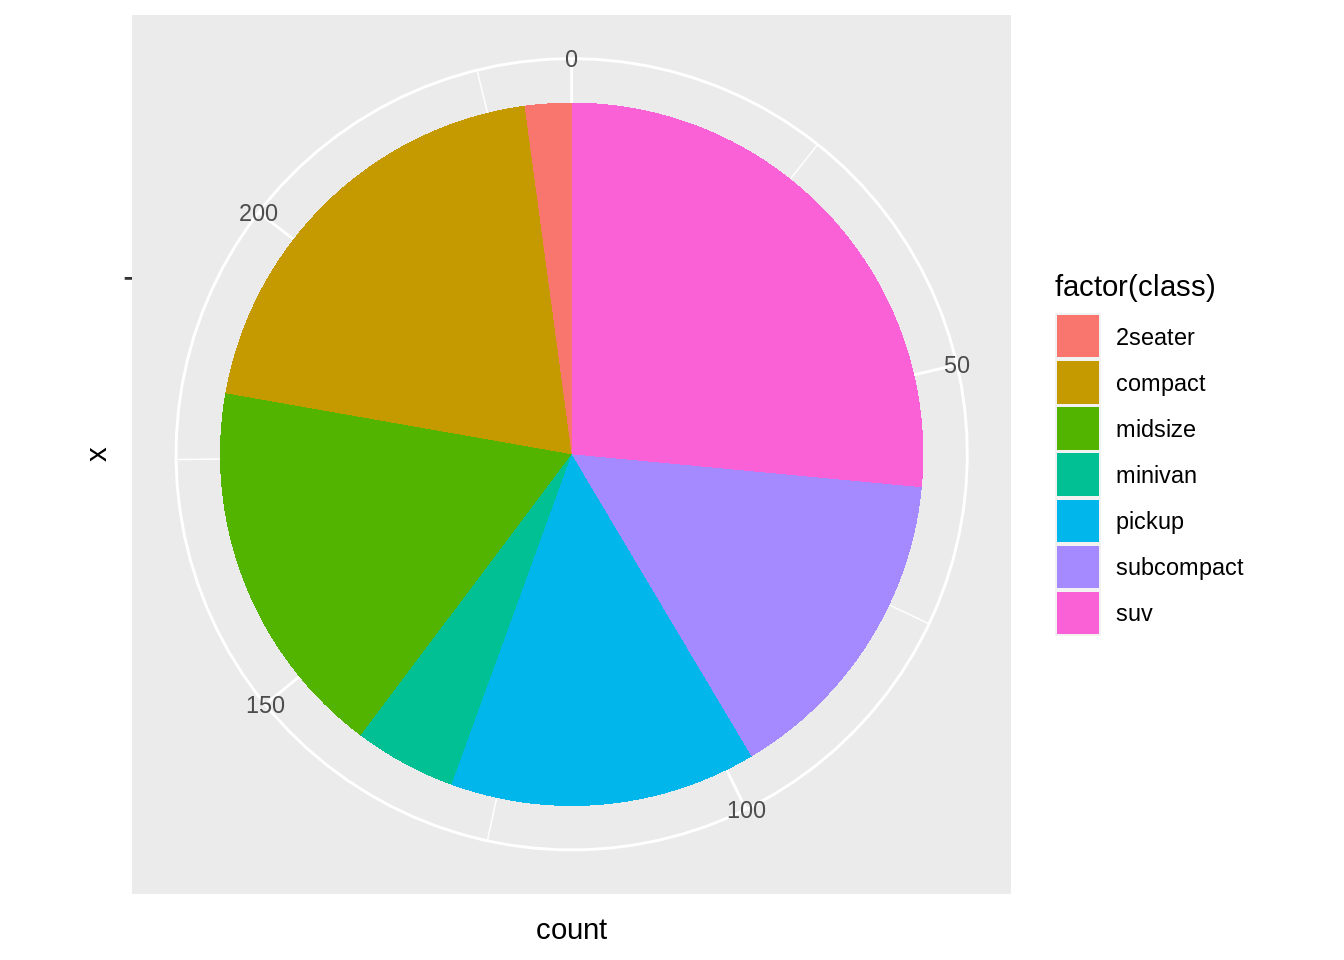 0
200
50
150
100
x
count
factor(class)
2seater
compact
midsize
minivan
pickup
subcompact
suv